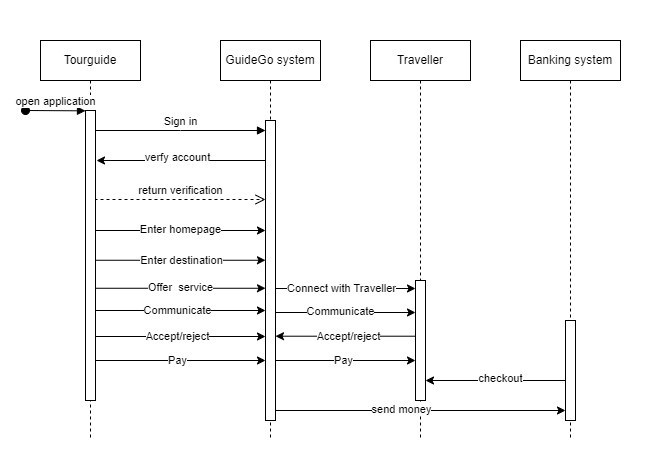 Tourguide
GuideGo system
Traveller
Banking system
open application
Sign in
verfy account
return verification
Enter homepage
Enter destination
Offer service
Connect with Traveller
Communicate
Communicate
Accept/reject
Accept/reject
Pay
Pay
checkout
send money